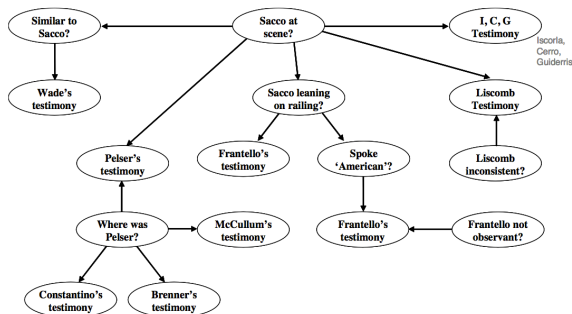 Similar to
Sacco?
Sacco at
scene?
I, C, G
Testimony
Iscorla,
Cerro,
Guiderris
Wade's
testimony
Sacco leaning
on railing?
Liscomb
Testimony
Pelser's
testimony
Frantello's
testimony
Spoke
'American'?
Liscomb
inconsistent?
Where was
Pelser?
McCullum's
testimony
Frantello's
testimony
Frantello not
observant?
Constantino's
testimony
Brenner's
testimony